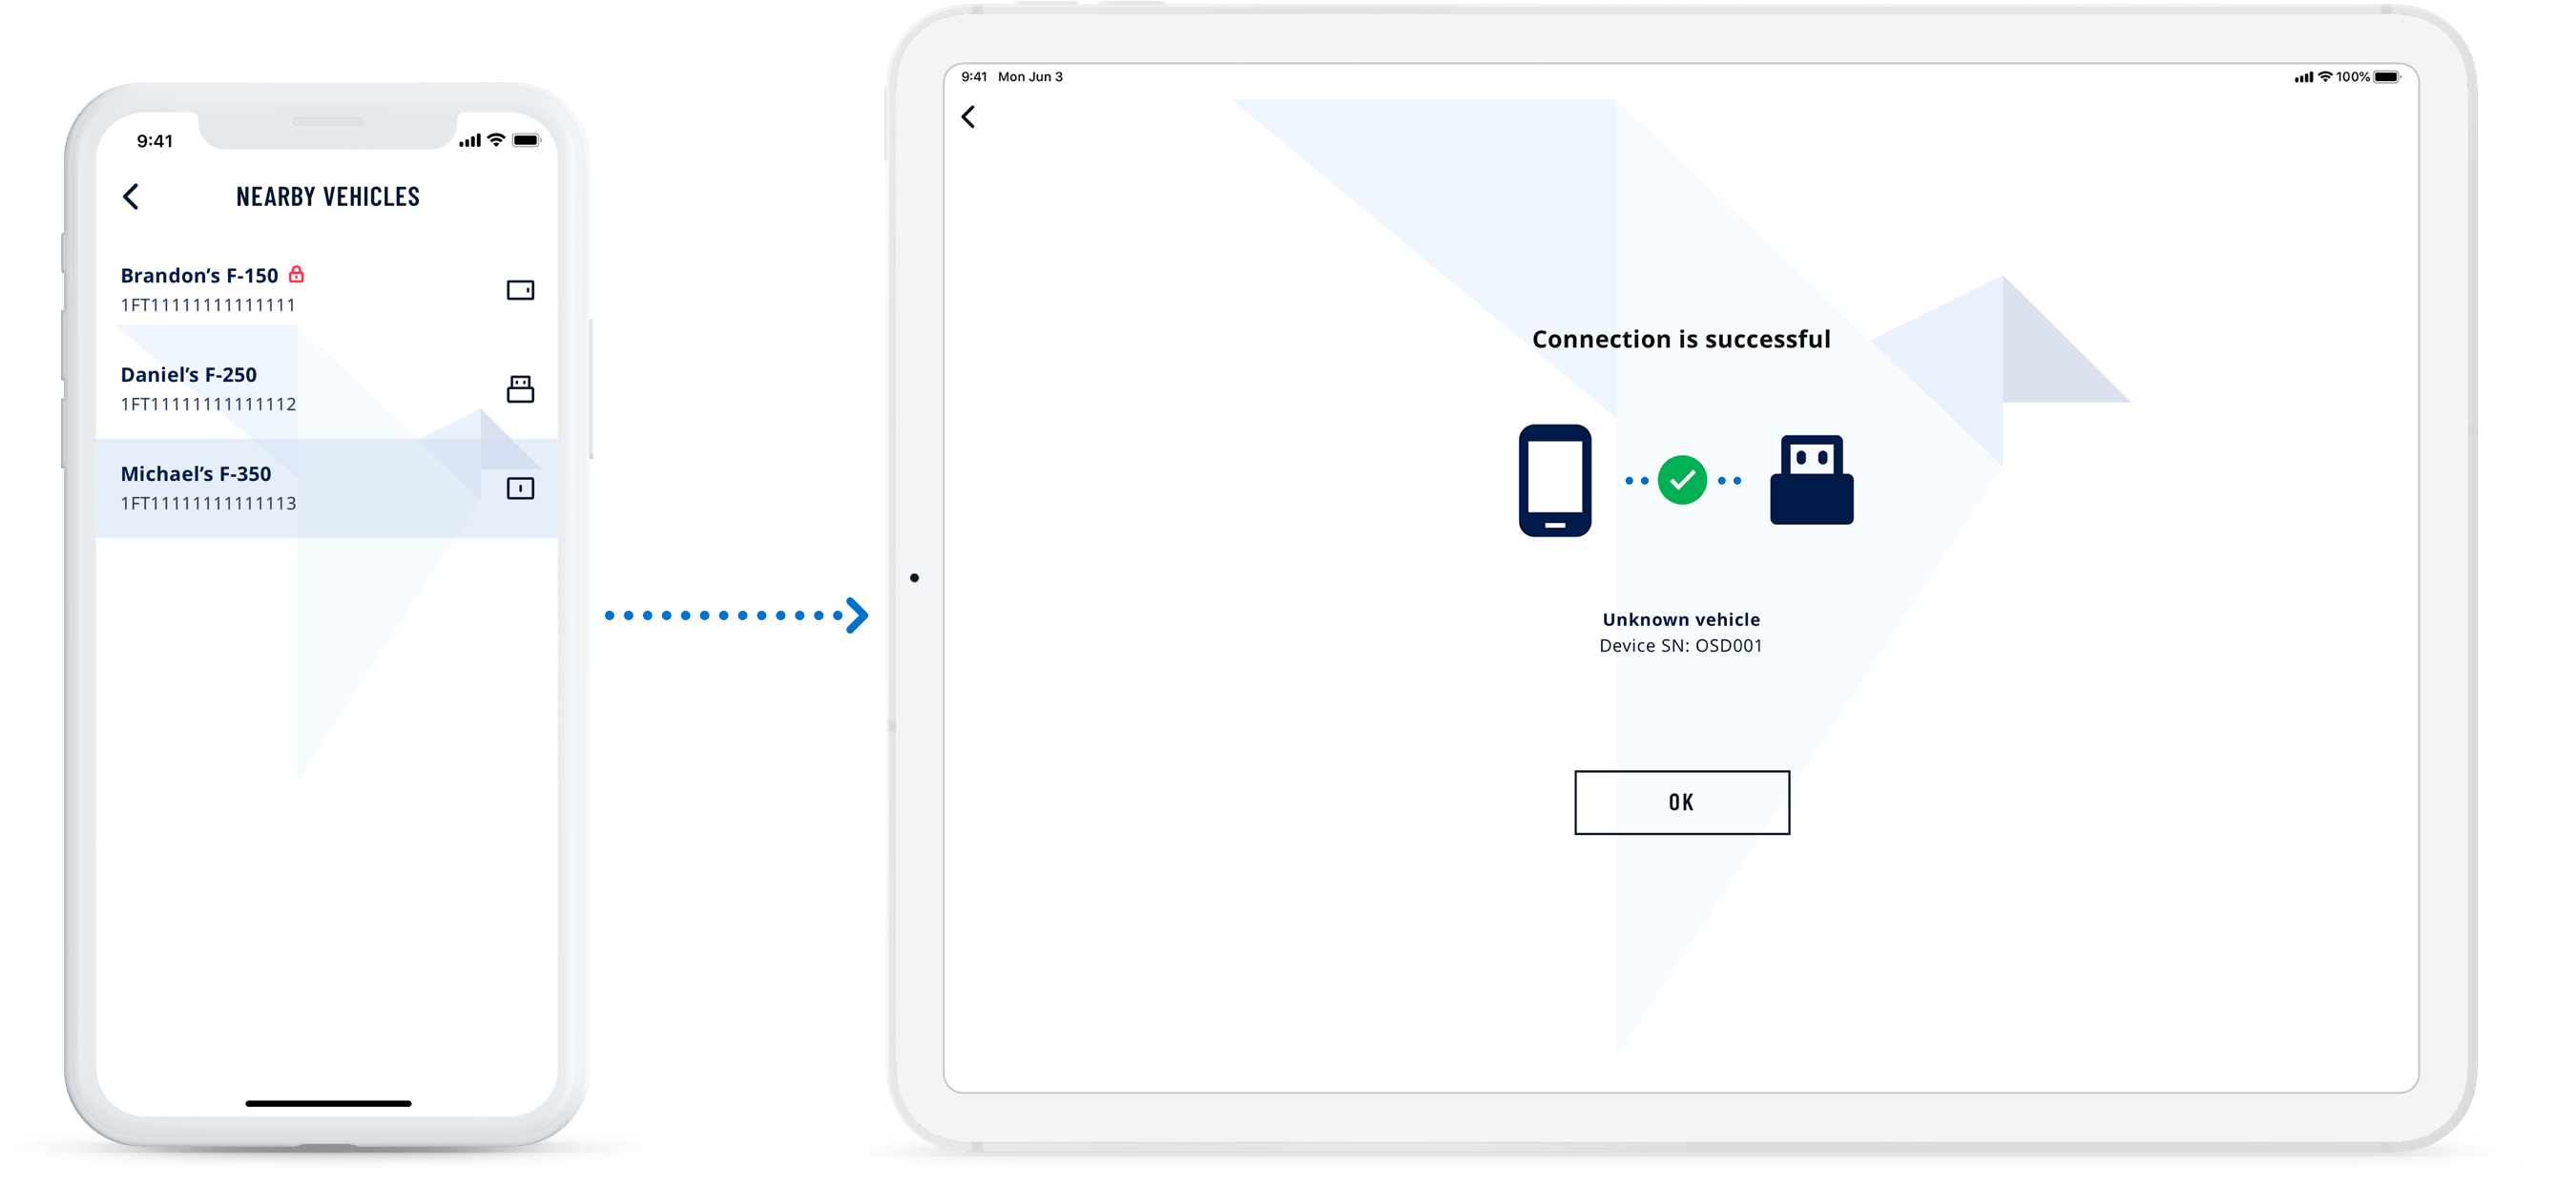 9:41
NEARBY VEHICLES
Brandon’s F-150
1FT11111111111111
Daniel’s F-250
1FT11111111111112
Michael’s F-350
1FT11111111111113
9:41 Mon Jun 3
100%
Connection is successful
Unknown vehicle
Device SN: OSD001
OK